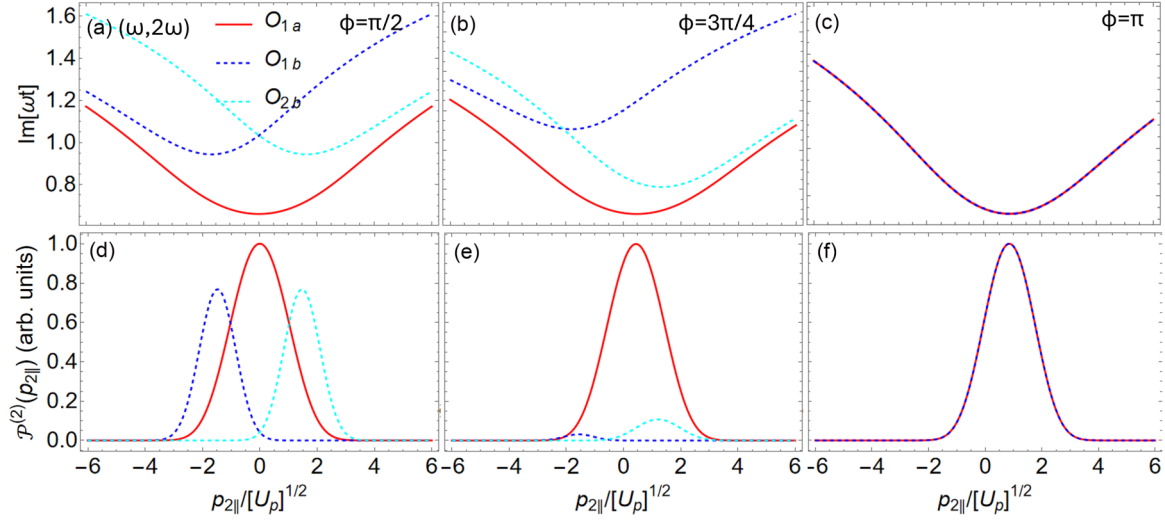 (a) (ω,2ω) ϕ=π/2
O1a
O1b
O2b
(b) ϕ=3π/4
(c) ϕ=π
Im[ωt]
1.6
1.4
1.2
1.0
0.8
(d)
(e)
(f)
𝒫(2)(p2||) (arb. units)
1.0
0.8
0.6
0.4
0.2
0.0
−6 −4 −2 0 2 4 6
−6 −4 −2 0 2 4 6
−6 −4 −2 0 2 4 6
p2||/[Up]1/2
p2||/[Up]1/2
p2||/[Up]1/2